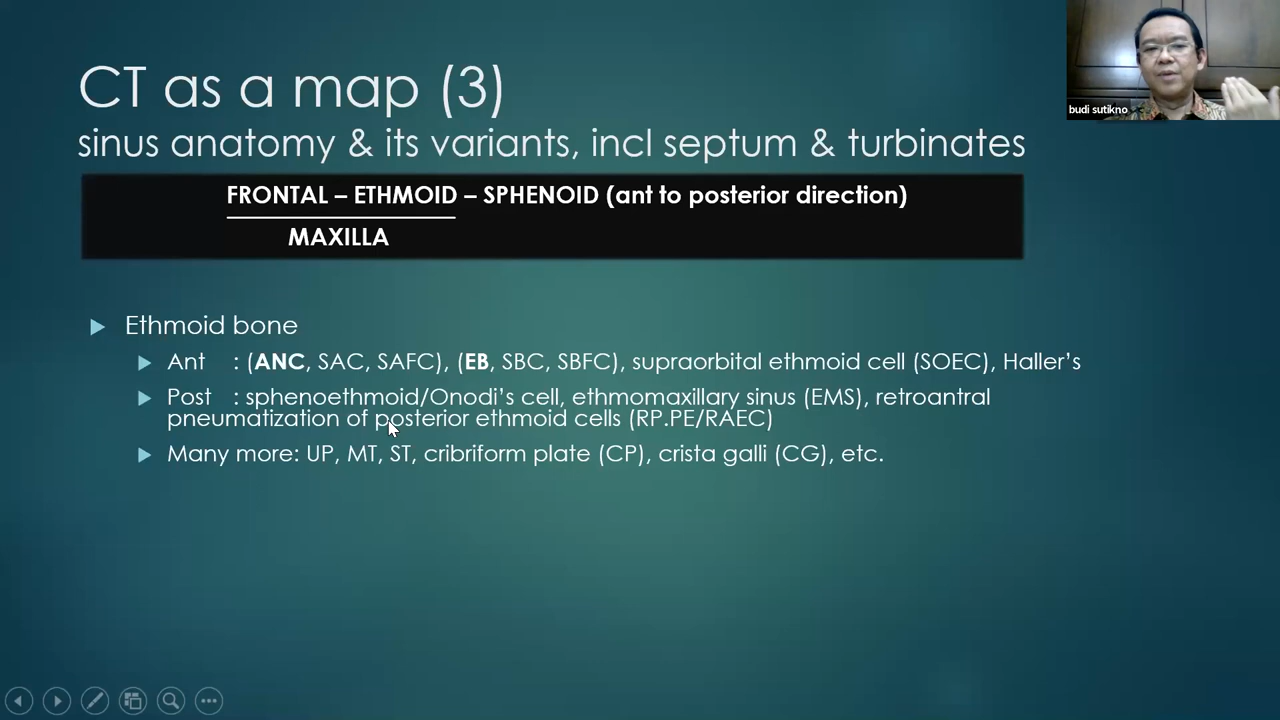 CT as a map (3)
budi sutikno
sinus anatomy & its variants, incl septum & turbinates
FRONTAL – ETHMOID – SPHENOID (ant to posterior direction)
MAXILLA
Ethmoid bone
Ant : (ANC, SAC, SAFC), (EB, SBC, SBFC), supraorbital ethmoid cell (SOEC), Haller's
Post : sphenoethmoid/Onodi's cell, ethmomaxillary sinus (EMS), retroantral
pneumatization of posterior ethmoid cells (RP.PE/RAEC)
Many more: UP, MT, ST, cribriform plate (CP), crista galli (CG), etc.